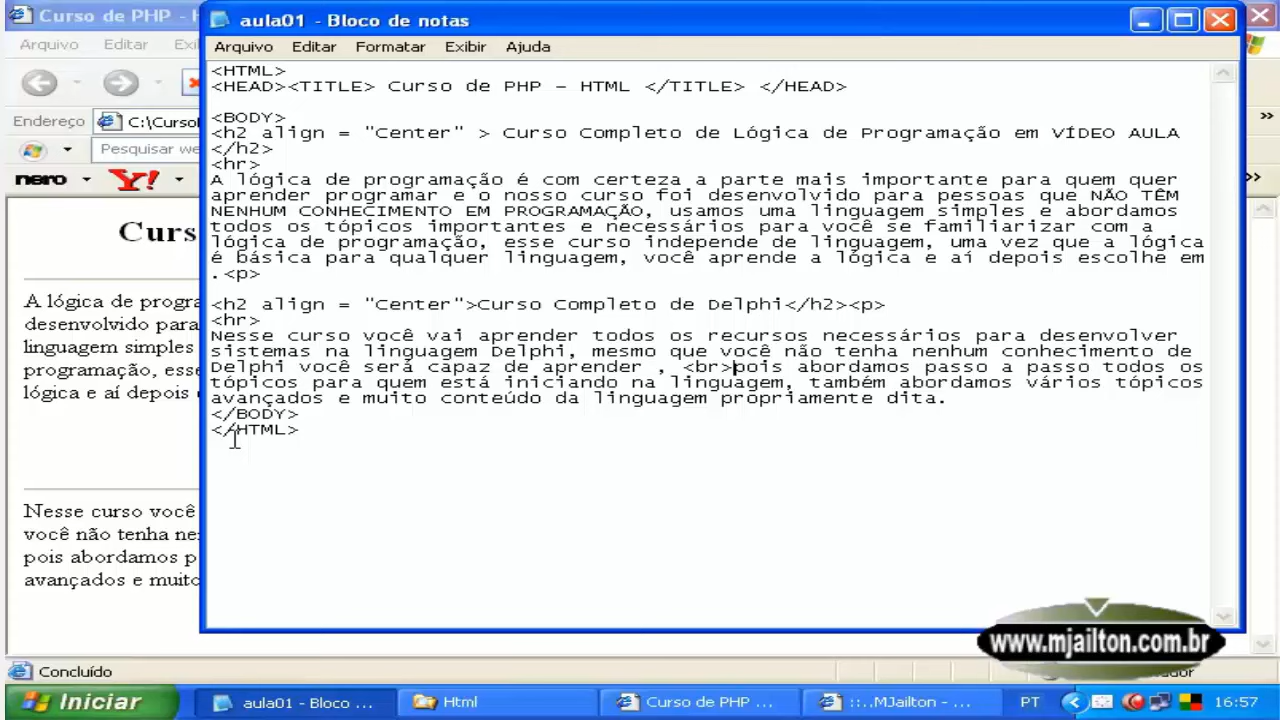 Curso de PHP - H
aula01 - Bloco de notas
Arquivo Editar Exi
Arquivo Editar Formatar Exibir Ajuda
Endereço C:\Cursol
Pesquisar we
nero Y!
Curs
A lógica de progra
desenvolvido para
linguagem simples
programação, esse
lógica e aí depois
Nesse curso você
você não tenha ne
pois abordamos p
avançados e muito
<HTML>
<HEAD><TITLE> Curso de PHP - HTML </TITLE> </HEAD>
<BODY>
<h2 align = "Center" > Curso Completo de Lógica de Programação em VÍDEO AULA
</h2>
<hr>
A lógica de programação é com certeza a parte mais importante para quem quer
aprender programar e o nosso curso foi desenvolvido para pessoas que NÃO TÊM
NENHUM CONHECIMENTO EM PROGRAMAÇÃO, usamos uma linguagem simples e abordamos
todos os tópicos importantes e necessários para você se familiarizar com a
lógica de programação, esse curso independe de linguagem, uma vez que a lógica
é básica para qualquer linguagem, você aprende a lógica e aí depois escolhe em
.<p>
<h2 align = "Center">Curso Completo de Delphi</h2><p>
<hr>
Nesse curso você vai aprender todos os recursos necessários para desenvolver
sistemas na linguagem Delphi, mesmo que você não tenha nenhum conhecimento de
Delphi você será capaz de aprender , <br>pois abordamos passo a passo todos os
tópicos para quem está iniciando na linguagem, também abordamos vários tópicos
avançados e muito conteúdo da linguagem propriamente dita.
</BODY>
</HTML>
www.mjailton.com.br
Concluído
Iniciar aula01 - Bloco ... Html Curso de PHP ... ::..MJailton - ... PT 16:57